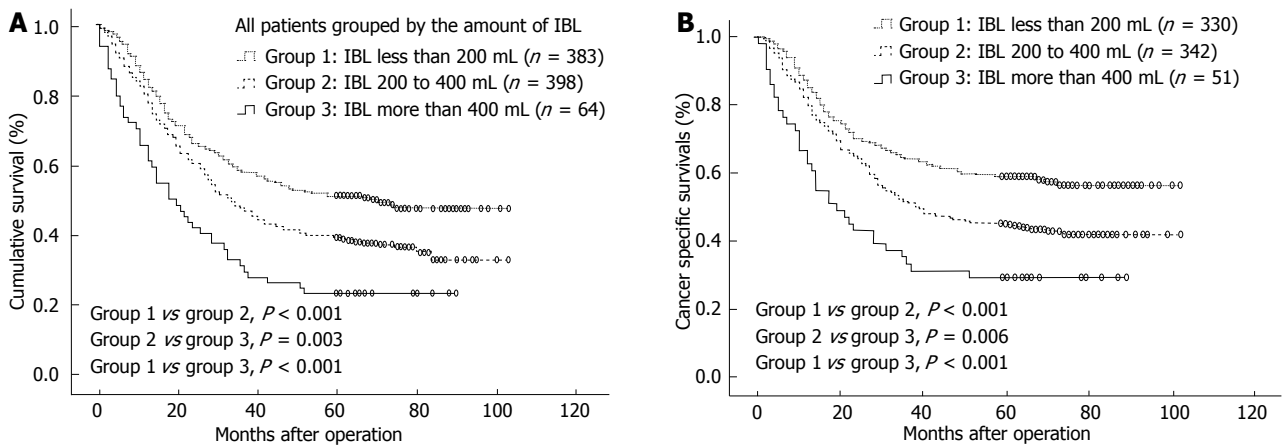 A
All patients grouped by the amount of IBL
Group 1: IBL less than 200 mL (n = 383)
Group 2: IBL 200 to 400 mL (n = 398)
Group 3: IBL more than 400 mL (n = 64)
Cumulative survival (%)
1.0
0.8
0.6
0.4
0.2
0.0
Group 1 vs group 2, P < 0.001
Group 2 vs group 3, P = 0.003
Group 1 vs group 3, P < 0.001
0 20 40 60 80 100 120
Months after operation
B
Group 1: IBL less than 200 mL (n = 330)
Group 2: IBL 200 to 400 mL (n = 342)
Group 3: IBL more than 400 mL (n = 51)
Cancer specific survivals (%)
1.0
0.8
0.6
0.4
0.2
0.0
Group 1 vs group 2, P < 0.001
Group 2 vs group 3, P = 0.006
Group 1 vs group 3, P < 0.001
0 20 40 60 80 100 120
Months after operation